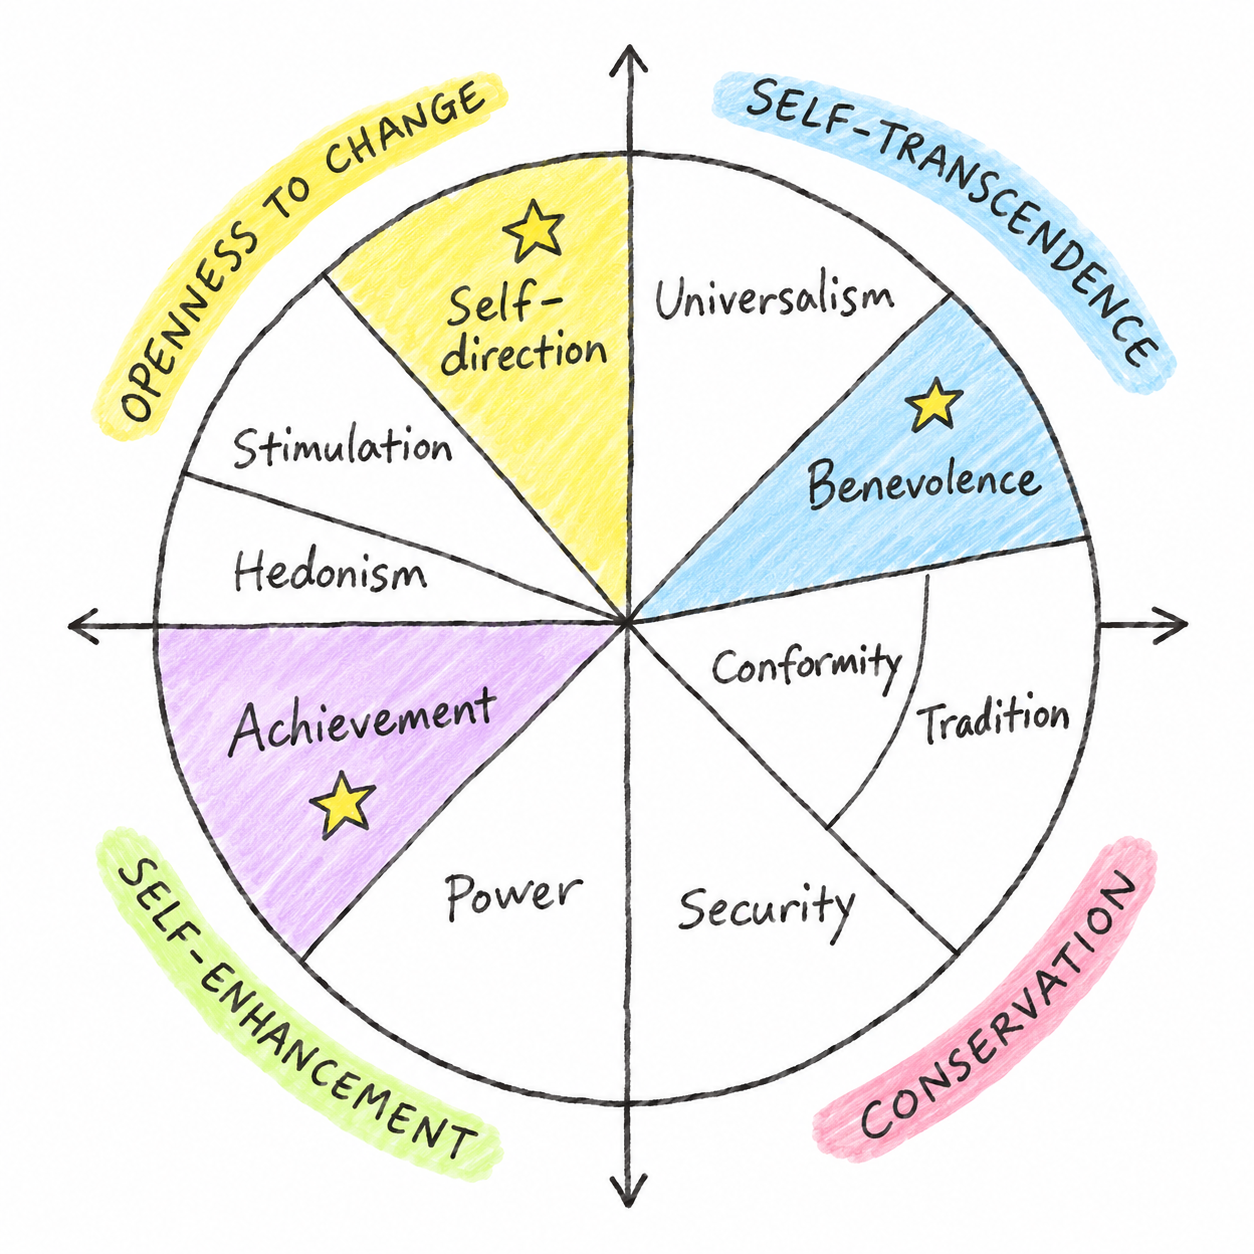 OPENNESS TO CHANGE
SELF-TRANSCENDENCE
Self-
direction
Universalism
Stimulation
Benevolence
Hedonism
Conformity
Tradition
Achievement
Power
Security
SELF-ENHANCEMENT
CONSERVATION